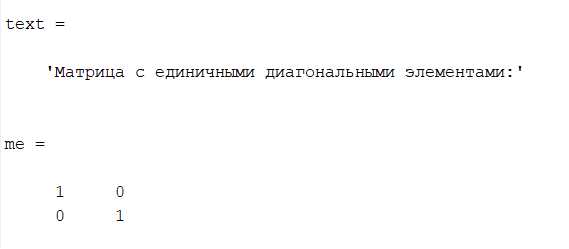 text =
'Матрица с единичными диагональными элементами:'
me =
1 0
0 1